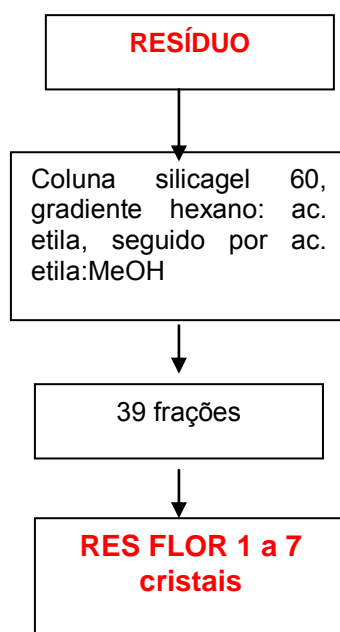 RESÍDUO
Coluna silicagel 60,
gradiente hexano: ac.
etila, seguido por ac.
etila:MeOH
39 frações
RES FLOR 1 a 7
cristais